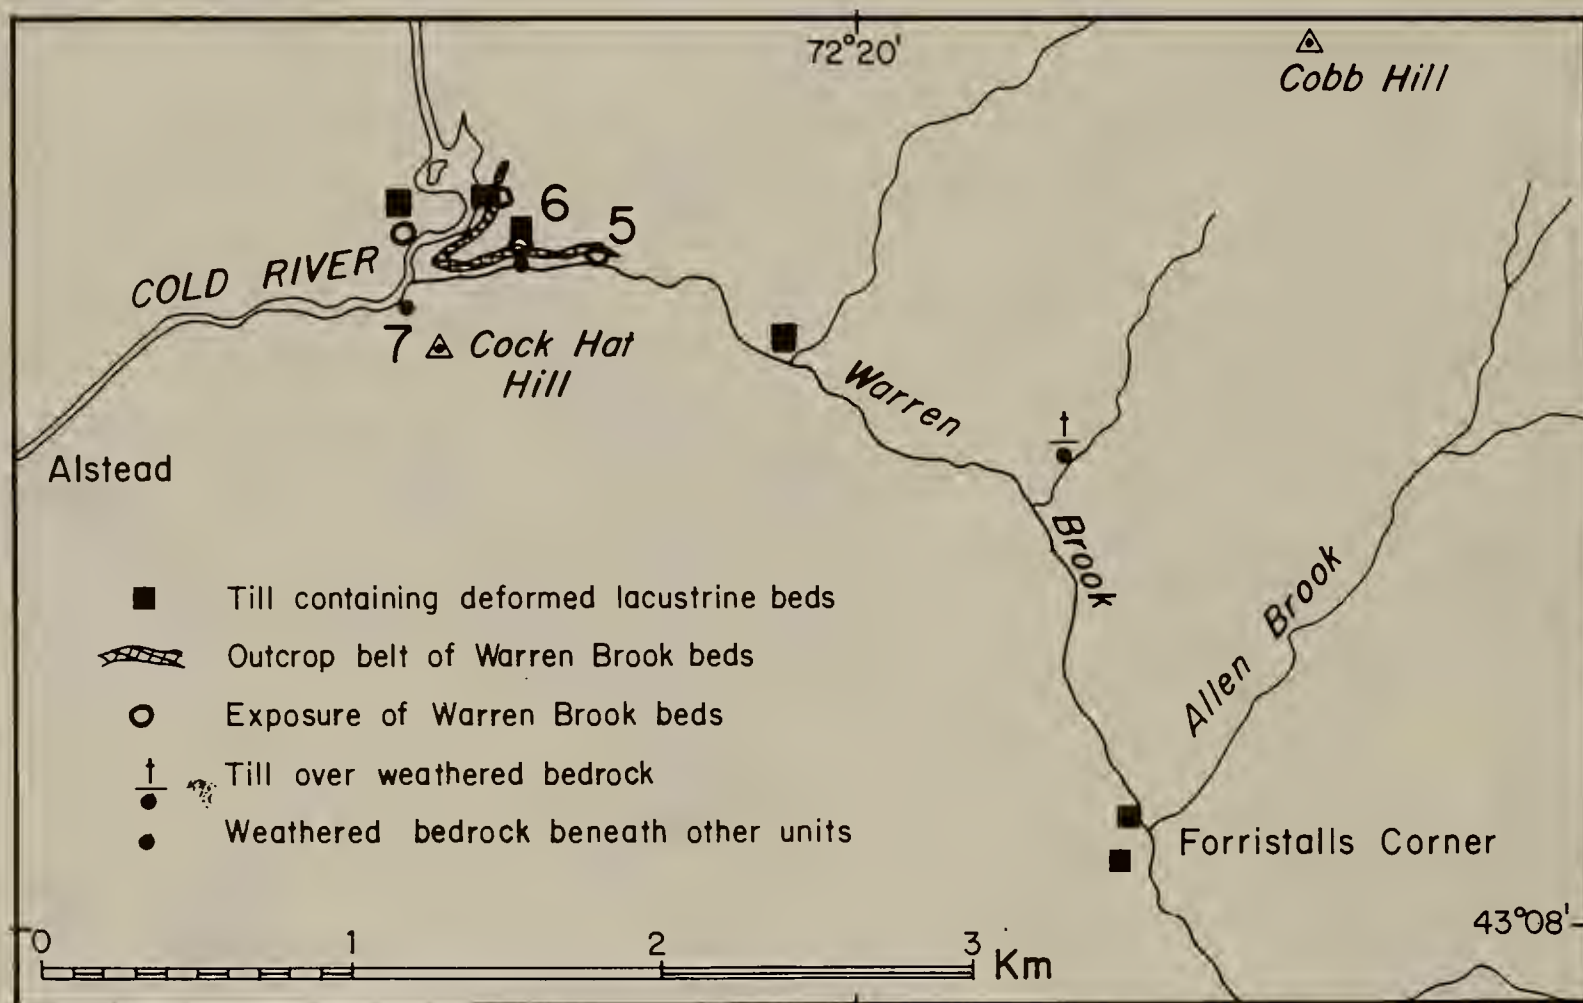 72°20'
Cobb Hill
6
5
COLD RIVER
7
Cock Hat
Hill
Warren
Brook
Alstead
Allen Brook
Till containing deformed lacustrine beds
Outcrop belt of Warren Brook beds
Exposure of Warren Brook beds
t
t
Till over weathered bedrock
Weathered bedrock beneath other units
Forristalls Corner
43°08'
0 1 2 3 Km